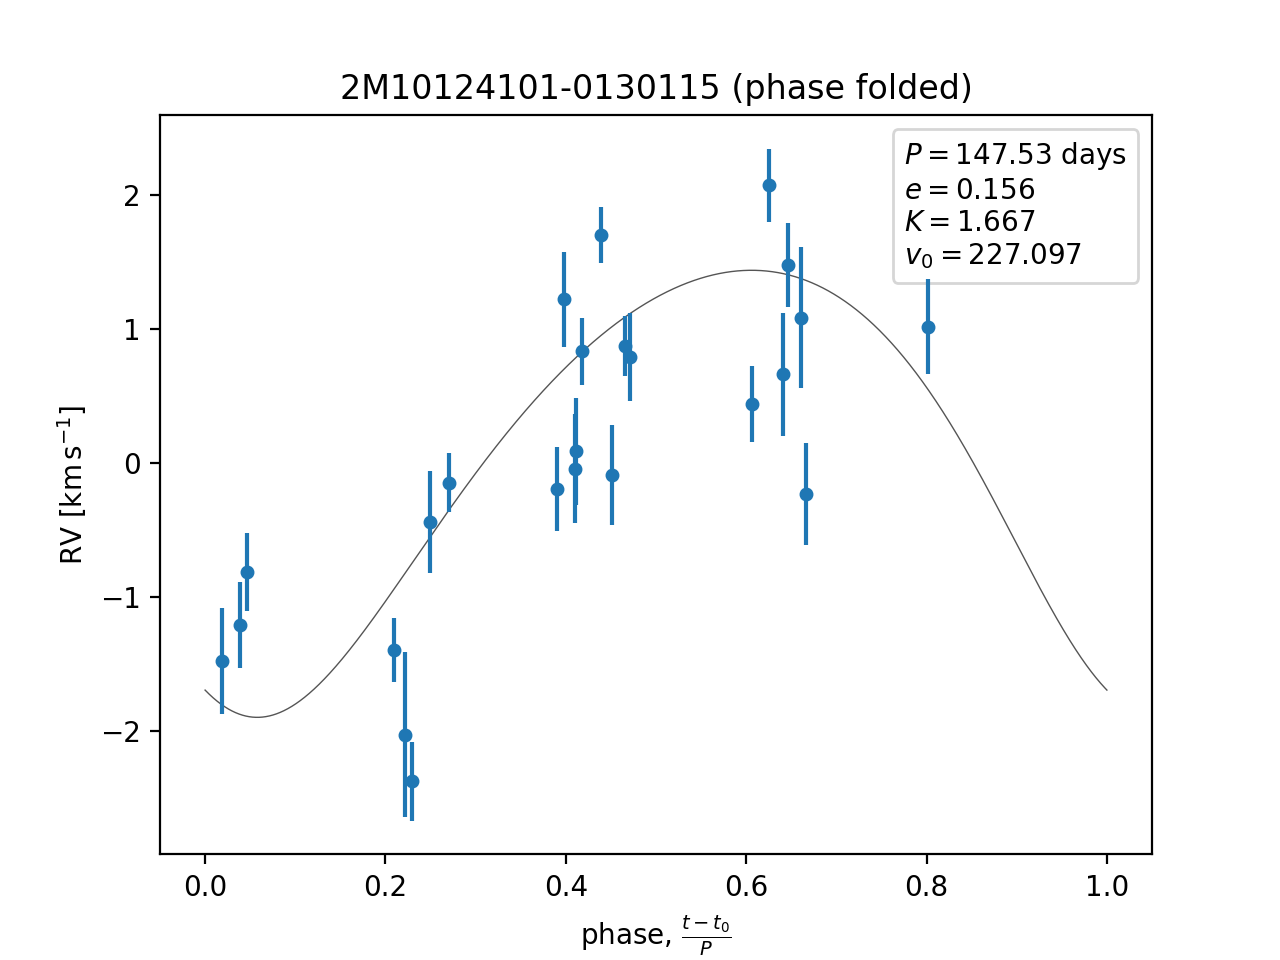 2M10124101-0130115 (phase folded)
P = 147.53 days
e = 0.156
K = 1.667
v₀ = 227.097
2
1
0
−1
−2
RV [km s⁻¹]
0.0 0.2 0.4 0.6 0.8 1.0
phase, (t − t₀)/P